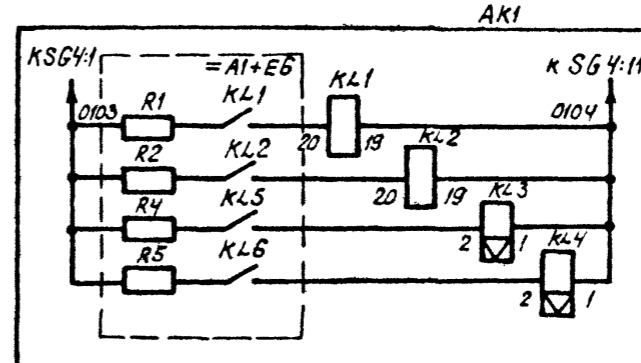 AK1
KSG4:1
=A1+E6
к SG4:11
0103
R1
KL1
KL1
0104
20
19
R2
KL2
KL2
20
19
R4
KL5
KL3
2
1
R5
KL6
KL4
2
1